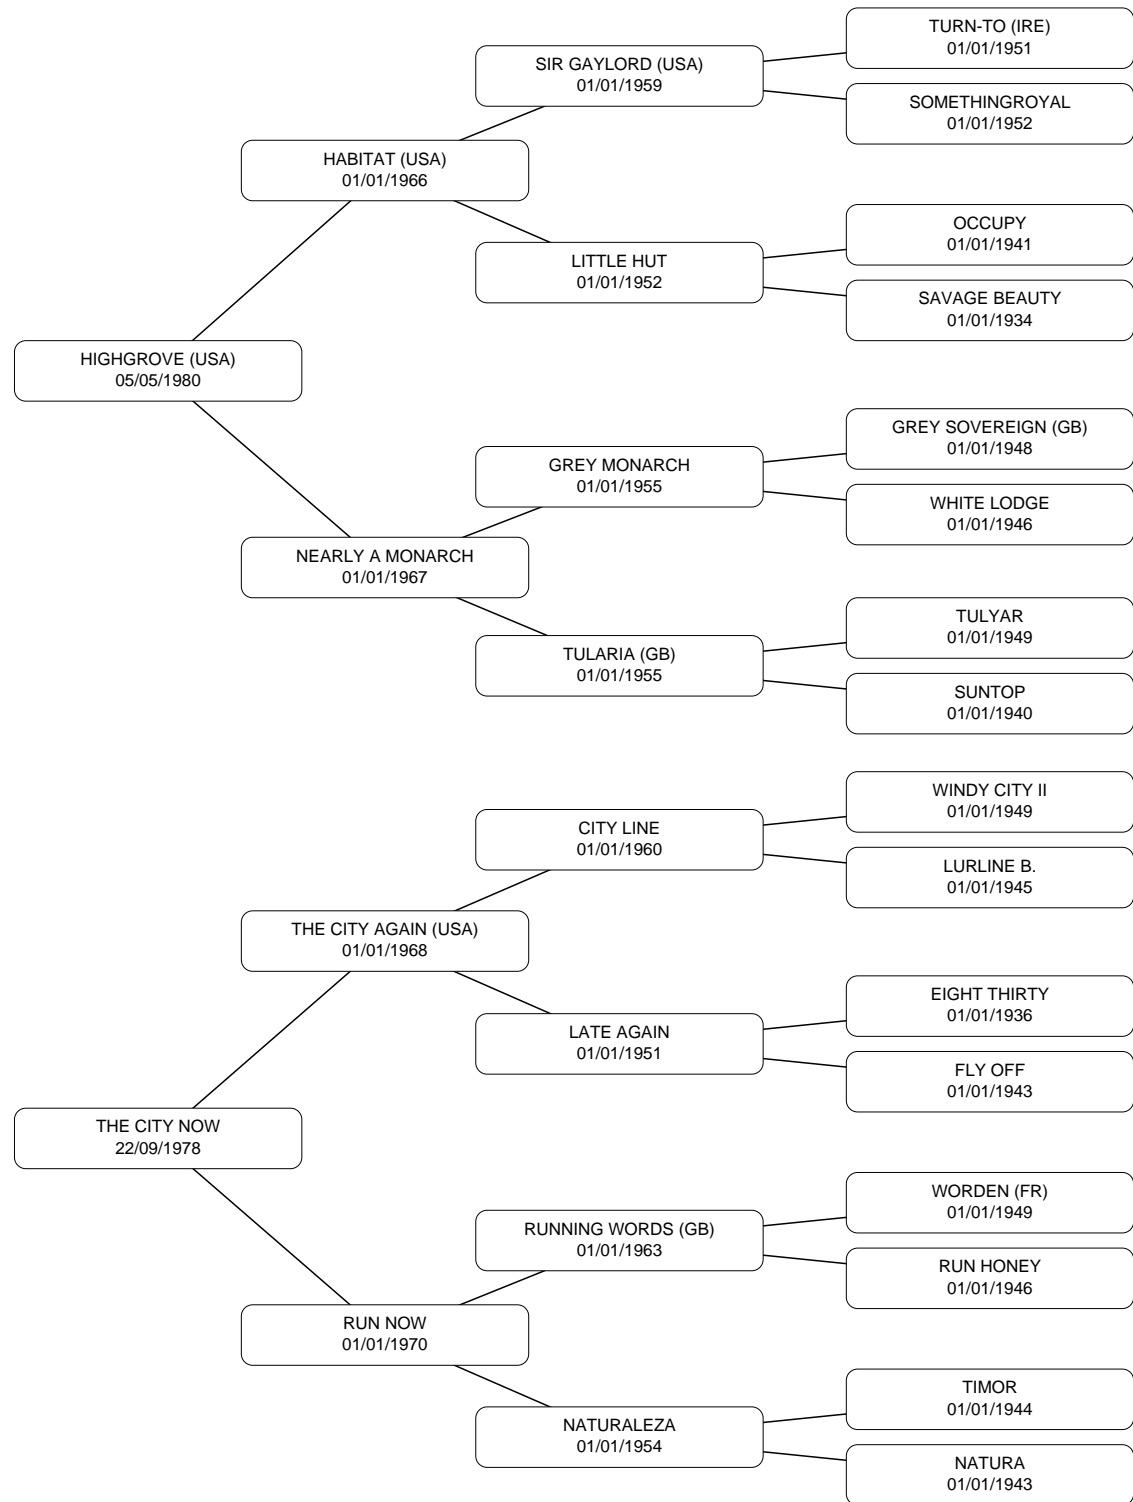 TURN-TO (IRE)
01/01/1951
SIR GAYLORD (USA)
01/01/1959
SOMETHINGROYAL
01/01/1952
HABITAT (USA)
01/01/1966
OCCUPY
01/01/1941
LITTLE HUT
01/01/1952
SAVAGE BEAUTY
01/01/1934
HIGHGROVE (USA)
05/05/1980
GREY SOVEREIGN (GB)
01/01/1948
GREY MONARCH
01/01/1955
WHITE LODGE
01/01/1946
NEARLY A MONARCH
01/01/1967
TULYAR
01/01/1949
TULARIA (GB)
01/01/1955
SUNTOP
01/01/1940
WINDY CITY II
01/01/1949
CITY LINE
01/01/1960
LURLINE B.
01/01/1945
THE CITY AGAIN (USA)
01/01/1968
EIGHT THIRTY
01/01/1936
LATE AGAIN
01/01/1951
FLY OFF
01/01/1943
THE CITY NOW
22/09/1978
WORDEN (FR)
01/01/1949
RUNNING WORDS (GB)
01/01/1963
RUN HONEY
01/01/1946
RUN NOW
01/01/1970
TIMOR
01/01/1944
NATURALEZA
01/01/1954
NATURA
01/01/1943